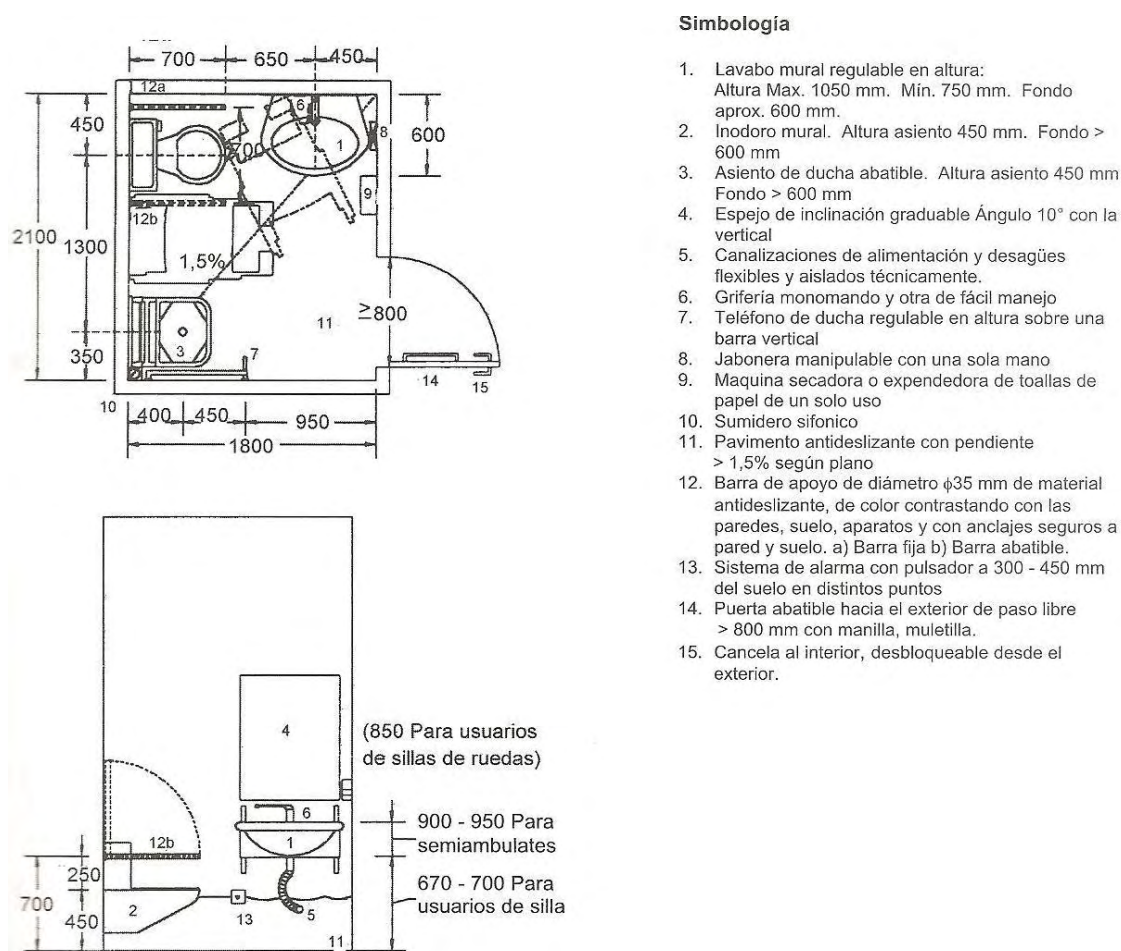 700
650
450
12a
450
6
8
600
700
1
9
12b
2100
1300
1,5%
≥800
11
3
7
350
14
15
10
400
450
950
1800
4
(850 Para usuarios
de sillas de ruedas)
6
900 - 950 Para
semiambulates
12b
1
250
670 - 700 Para
usuarios de silla
700
450
2
13
5
11
Simbología
1. Lavabo mural regulable en altura:
Altura Max. 1050 mm. Mín. 750 mm. Fondo
aprox. 600 mm.
2. Inodoro mural. Altura asiento 450 mm. Fondo >
600 mm
3. Asiento de ducha abatible. Altura asiento 450 mm
Fondo > 600 mm
4. Espejo de inclinación graduable Ángulo 10° con la
vertical
5. Canalizaciones de alimentación y desagües
flexibles y aislados técnicamente.
6. Grifería monomando y otra de fácil manejo
7. Teléfono de ducha regulable en altura sobre una
barra vertical
8. Jabonera manipulable con una sola mano
9. Maquina secadora o expendedora de toallas de
papel de un solo uso
10. Sumidero sifonico
11. Pavimento antideslizante con pendiente
> 1,5% según plano
12. Barra de apoyo de diámetro ϕ35 mm de material
antideslizante, de color contrastando con las
paredes, suelo, aparatos y con anclajes seguros a
pared y suelo. a) Barra fija b) Barra abatible.
13. Sistema de alarma con pulsador a 300 - 450 mm
del suelo en distintos puntos
14. Puerta abatible hacia el exterior de paso libre
> 800 mm con manilla, muletilla.
15. Cancela al interior, desbloqueable desde el
exterior.